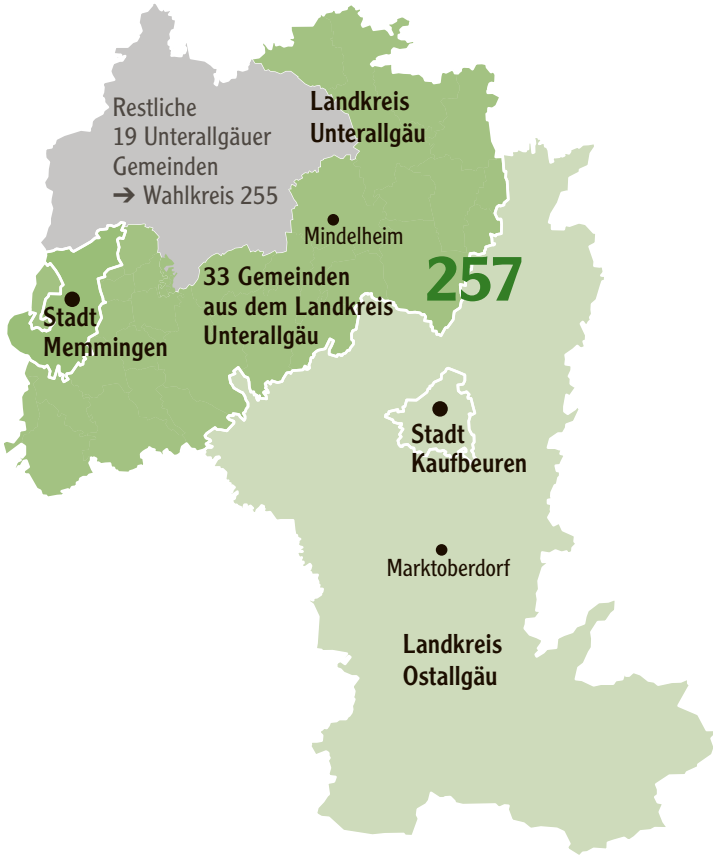 Restliche
19 Unterallgäuer
Gemeinden
➔ Wahlkreis 255
Landkreis
Unterallgäu
Mindelheim
257
33 Gemeinden
aus dem Landkreis
Unterallgäu
Stadt
Memmingen
Stadt
Kaufbeuren
Marktoberdorf
Landkreis
Ostallgäu